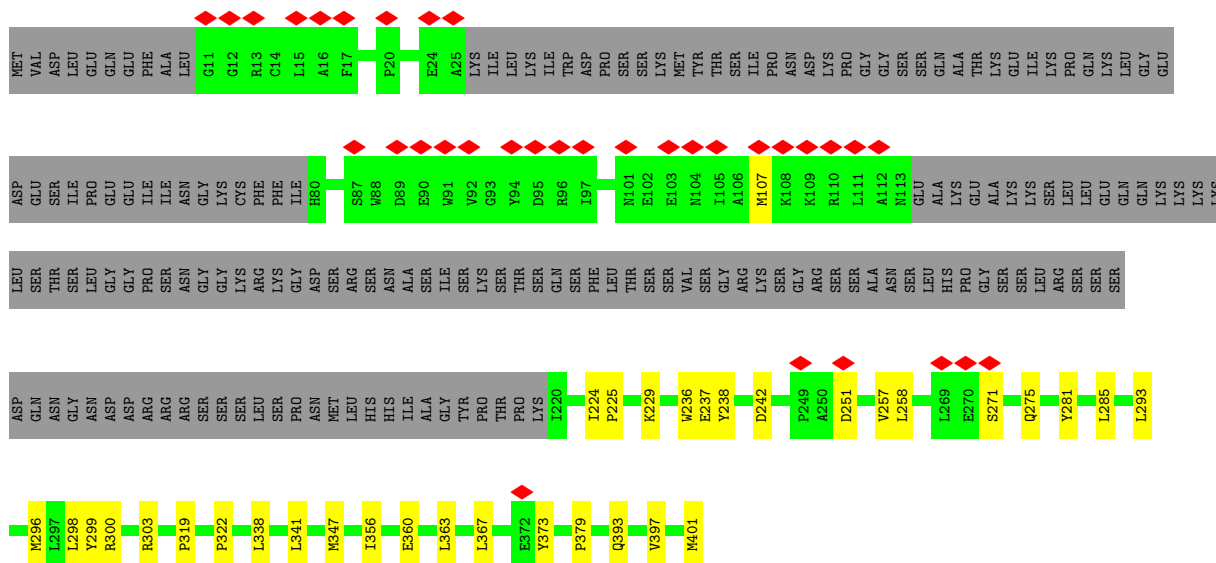 MET VAL ASP LEU GLU GLN GLU PHE ALA LEU G11 G12 R13 C14 L15 A16 F17 P20 E24 A25 LYS ILE LEU LYS ILE TRP ASP PRO SER SER LYS MET TYR THR SER ILE PRO ASN ASP LYS PRO GLY GLY SER SER GLN ALA THR LYS GLU ILE LYS PRO GLN LYS LEU GLY GLU
ASP GLU SER ILE PRO GLU GLU ILE ILE ASN GLY LYS CYS PHE PHE ILE H80 S87 W88 D89 E90 W91 V92 G93 Y94 D95 R96 I97 N101 E102 E103 N104 I105 A106 M107 K108 K109 R110 L111 A112 N113 GLU ALA LYS GLU ALA LYS LYS SER LEU LEU GLU GLN GLN LYS LYS LYS LYS
LEU SER THR SER LEU GLY GLY PRO SER ASN GLY GLY LYS ARG LYS GLY ASP SER ARG SER ASN ALA SER ILE SER LYS SER THR SER GLN SER PHE LEU THR SER SER VAL SER GLY ARG LYS SER GLY ARG SER SER ALA ASN SER LEU HIS PRO GLY SER SER LEU ARG SER SER SER
ASP GLN ASN GLY ASN ASP ASP ARG ARG ARG SER SER SER LEU SER PRO ASN MET LEU HIS HIS ILE ALA GLY TYR PRO THR PRO LYS I220 I224 P225 K229 W236 E237 Y238 D242 P249 A250 D251 V257 L258 L269 E270 S271 Q275 Y281 L285 L293
M296 L297 L298 Y299 R300 R303 P319 P322 L338 L341 M347 I356 E360 L363 L367 E372 Y373 P379 Q393 V397 M401